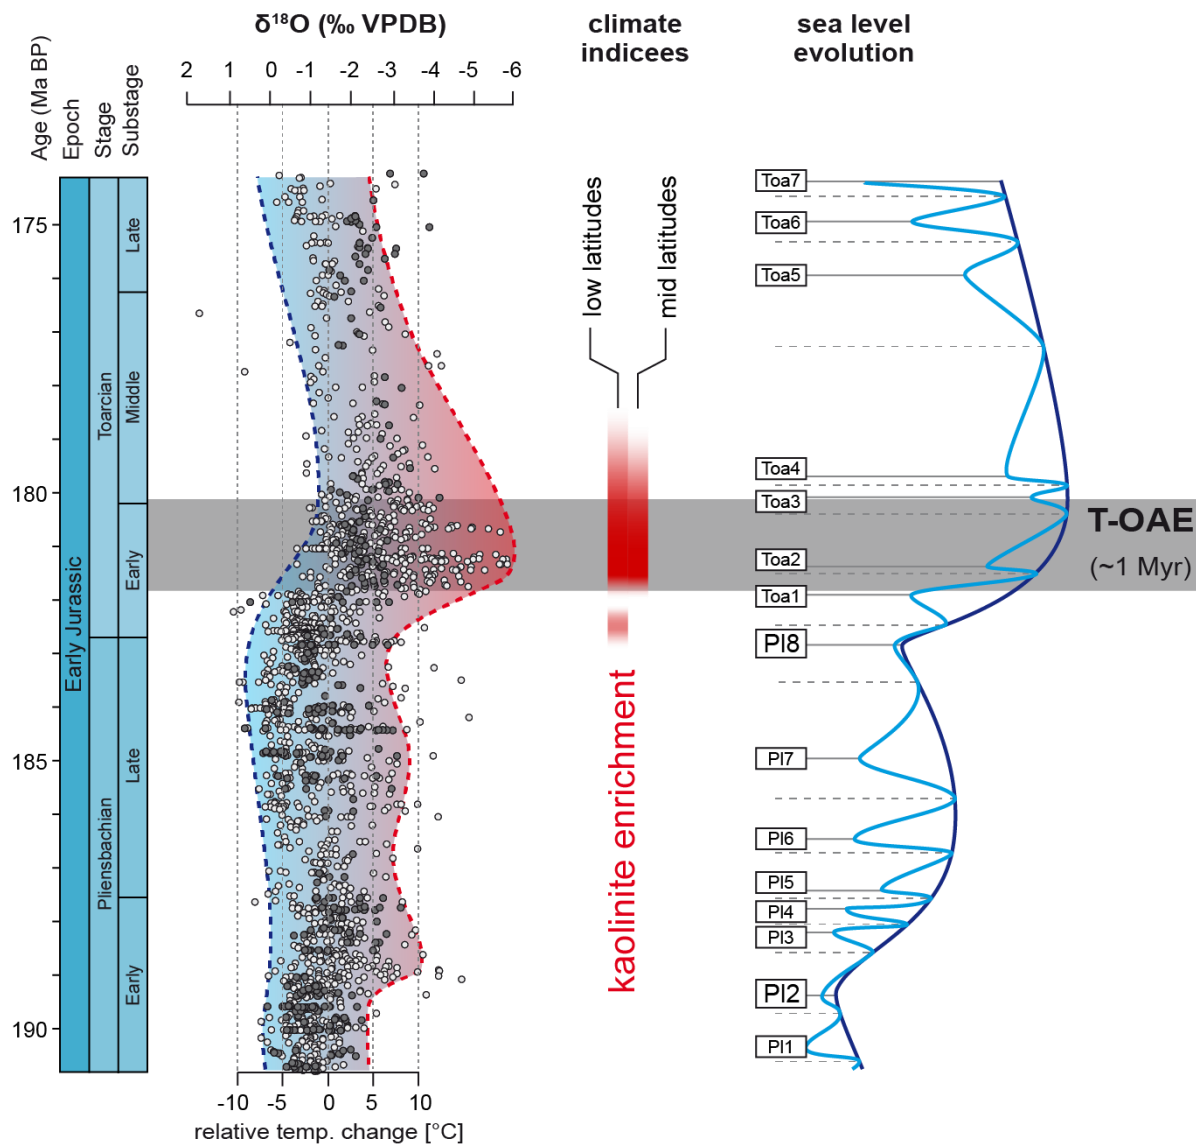 δ¹⁸O (‰ VPDB)
climate
indicees
sea level
evolution
2 1 0 -1 -2 -3 -4 -5 -6
Age (Ma BP)
Epoch
Stage
Substage
175
180
185
190
Early Jurassic
Toarcian
Pliensbachian
Late
Middle
Early
Late
Early
low latitudes
mid latitudes
kaolinite enrichment
Toa7
Toa6
Toa5
Toa4
Toa3
Toa2
Toa1
Pl8
Pl7
Pl6
Pl5
Pl4
Pl3
Pl2
Pl1
T-OAE
(~1 Myr)
-10 -5 0 5 10
relative temp. change [°C]